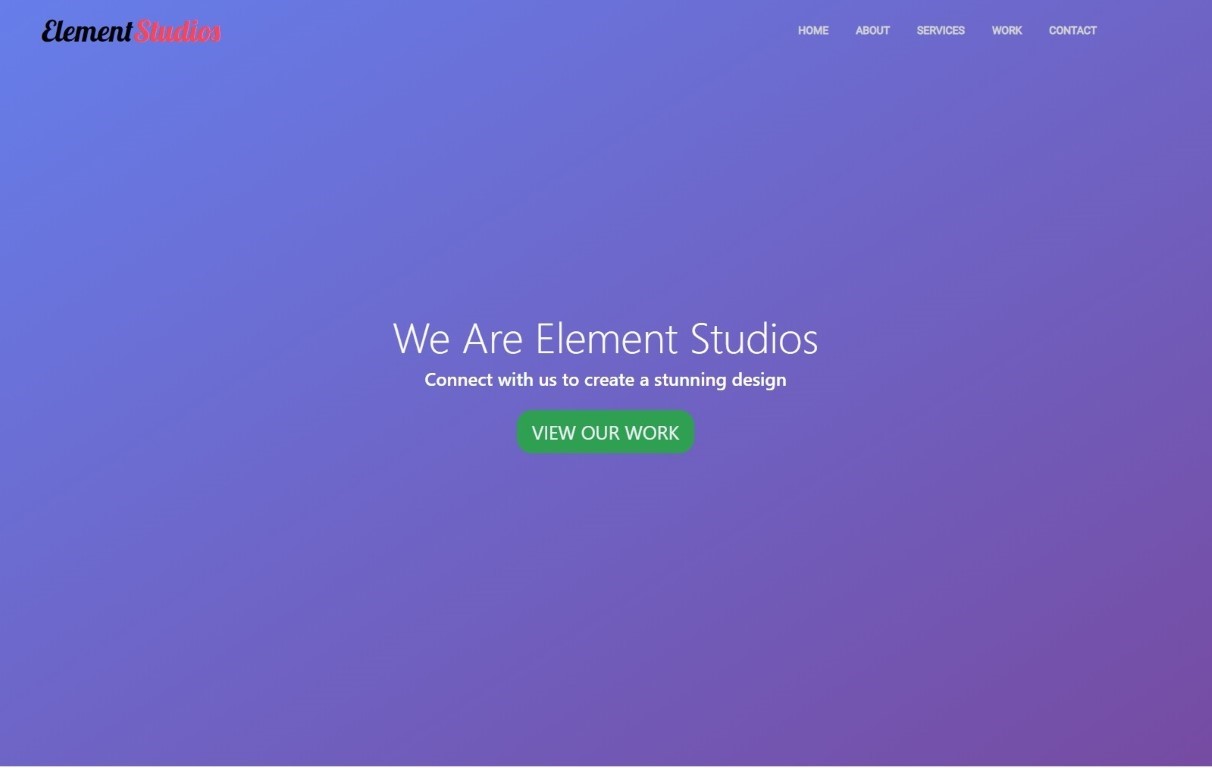 ElementStudios
HOME ABOUT SERVICES WORK CONTACT
We Are Element Studios
Connect with us to create a stunning design
VIEW OUR WORK